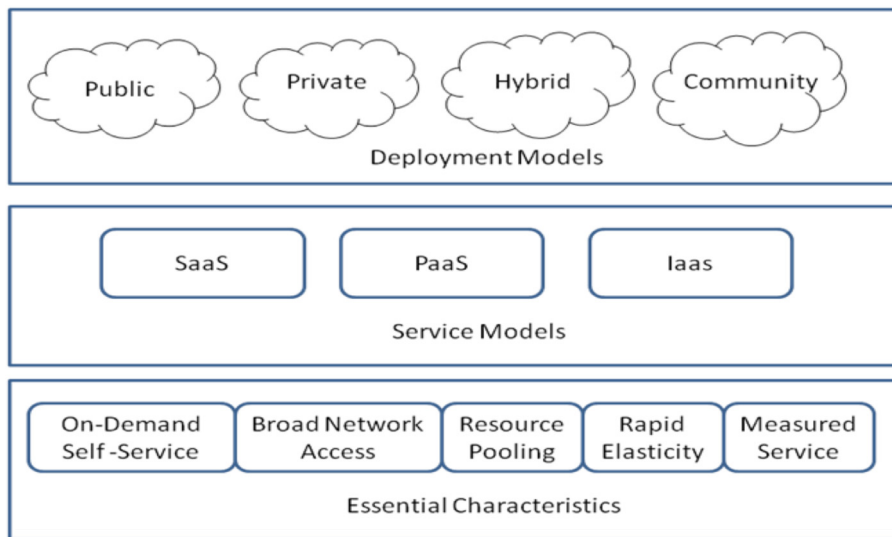 Public
Private
Hybrid
Community
Deployment Models
SaaS
PaaS
Iaas
Service Models
On-Demand
Self -Service
Broad Network
Access
Resource
Pooling
Rapid
Elasticity
Measured
Service
Essential Characteristics